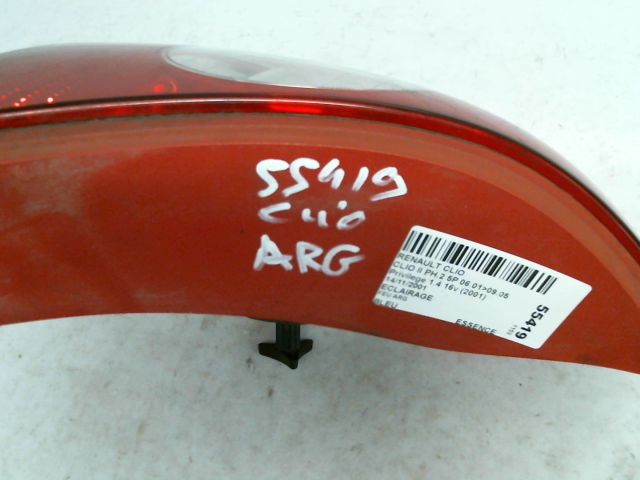 55419
Clio
ARG
RENAULT CLIO
CLIO II PH.2 5P 06.01>09.05
Privilege 1.4 16v (2001)
14/11/2001
ECLAIRAGE
FEU ARG
BLEU
ESSENCE
55419